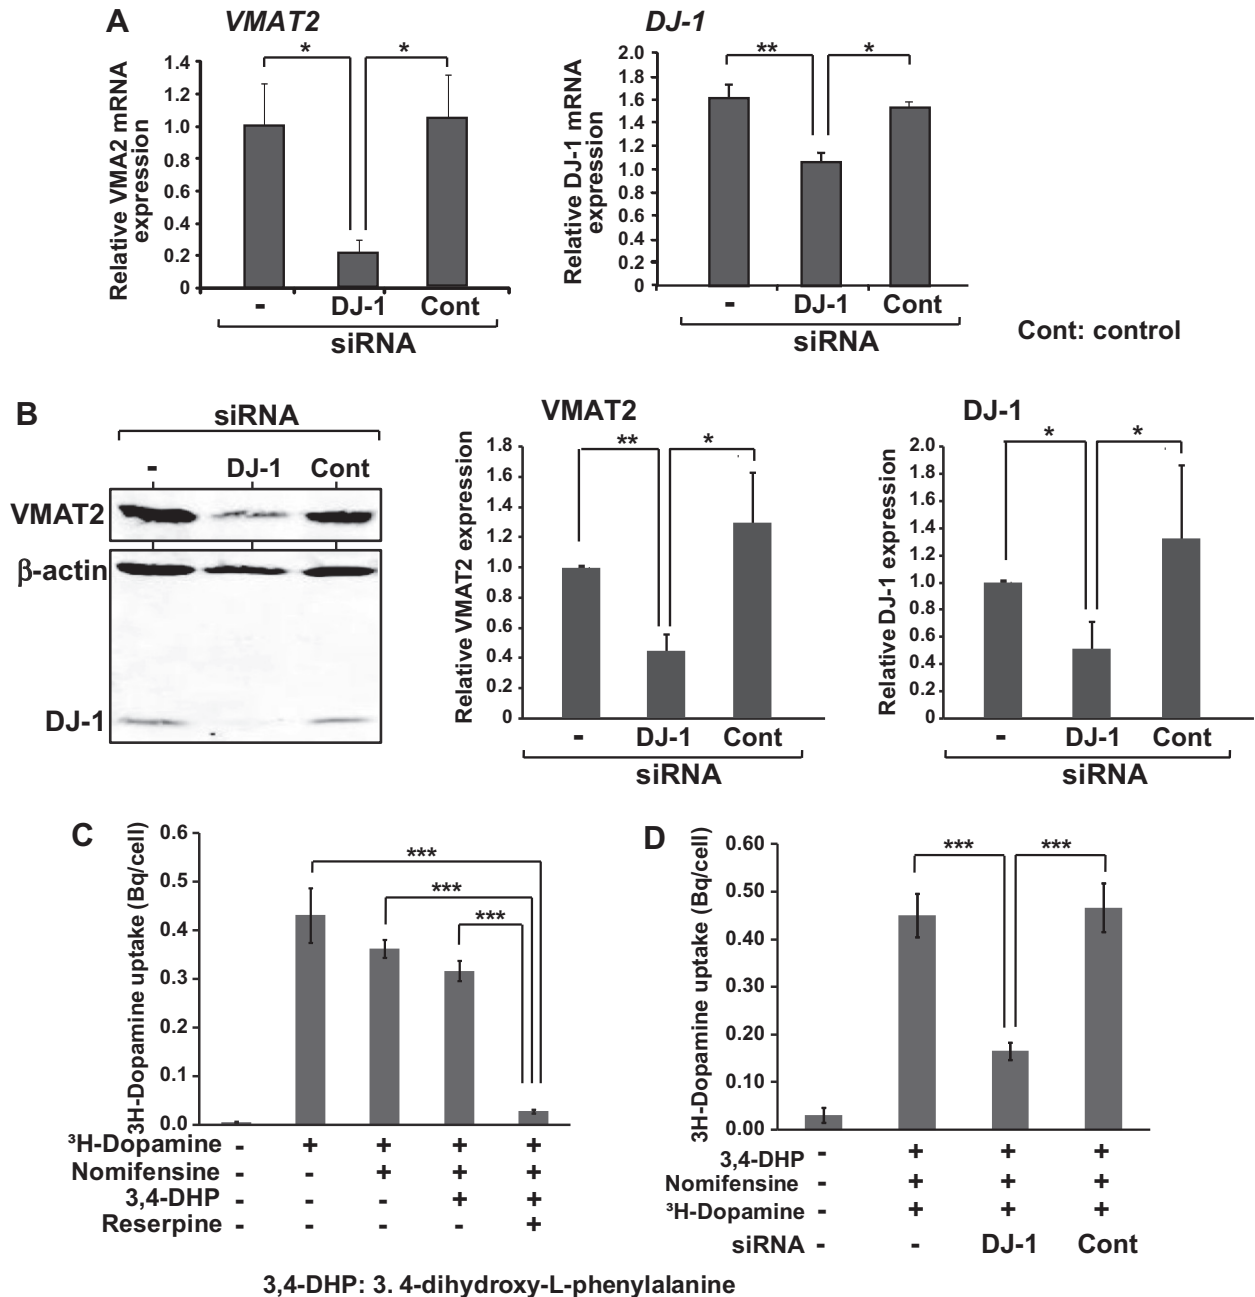 A
VMAT2
DJ-1
Relative VMA2 mRNA
expression
1.4
1.2
1.0
0.8
0.6
0.4
0.2
0
* *
- DJ-1 Cont
siRNA
Relative DJ-1 mRNA
expression
2.0
1.8
1.6
1.4
1.2
1.0
0.8
0.6
0.4
0.2
0
** *
- DJ-1 Cont
siRNA
Cont: control
B
siRNA
- DJ-1 Cont
VMAT2
β-actin
DJ-1
VMAT2
Relative VMAT2 expression
1.8
1.6
1.4
1.2
1.0
0.8
0.6
0.4
0.2
0
** *
- DJ-1 Cont
siRNA
DJ-1
Relative DJ-1 expression
2.0
1.8
1.6
1.4
1.2
1.0
0.8
0.6
0.4
0.2
0
* *
- DJ-1 Cont
siRNA
C
3H-Dopamine uptake (Bq/cell)
0.6
0.5
0.4
0.3
0.2
0.1
0.0
***
***
***
³H-Dopamine - + + + +
Nomifensine - - + + +
3,4-DHP - - - + +
Reserpine - - - - +
D
3H-Dopamine uptake (Bq/cell)
0.60
0.50
0.40
0.30
0.20
0.10
0.00
*** ***
3,4-DHP - + + +
Nomifensine - + + +
³H-Dopamine - + + +
siRNA - - DJ-1 Cont
3,4-DHP: 3. 4-dihydroxy-L-phenylalanine